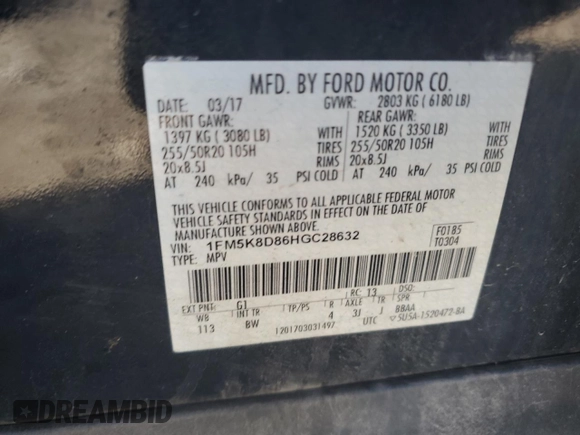 MFD. BY FORD MOTOR CO.
DATE: 03/17 GVWR: 2803 KG ( 6180 LB)
FRONT GAWR: REAR GAWR:
1397 KG ( 3080 LB) WITH 1520 KG ( 3350 LB) WITH
255/50R20 105H TIRES 255/50R20 105H TIRES
20x8.5J RIMS 20x8.5J RIMS
AT 240 kPa/ 35 PSI COLD AT 240 kPa/ 35 PSI COLD
THIS VEHICLE CONFORMS TO ALL APPLICABLE FEDERAL MOTOR
VEHICLE SAFETY STANDARDS IN EFFECT ON THE DATE OF
MANUFACTURE SHOWN ABOVE.
VIN: 1FM5K8D86HGC28632 F0185
TYPE: MPV T0304
EXT PNT: G1 RC: 13 DSO:
WB INT TR TP/PS R AXLE TR SPR
113 BW 4 3J J BBAA
1201703031497 UTC 5U5A-1520472-BA
DREAMBID